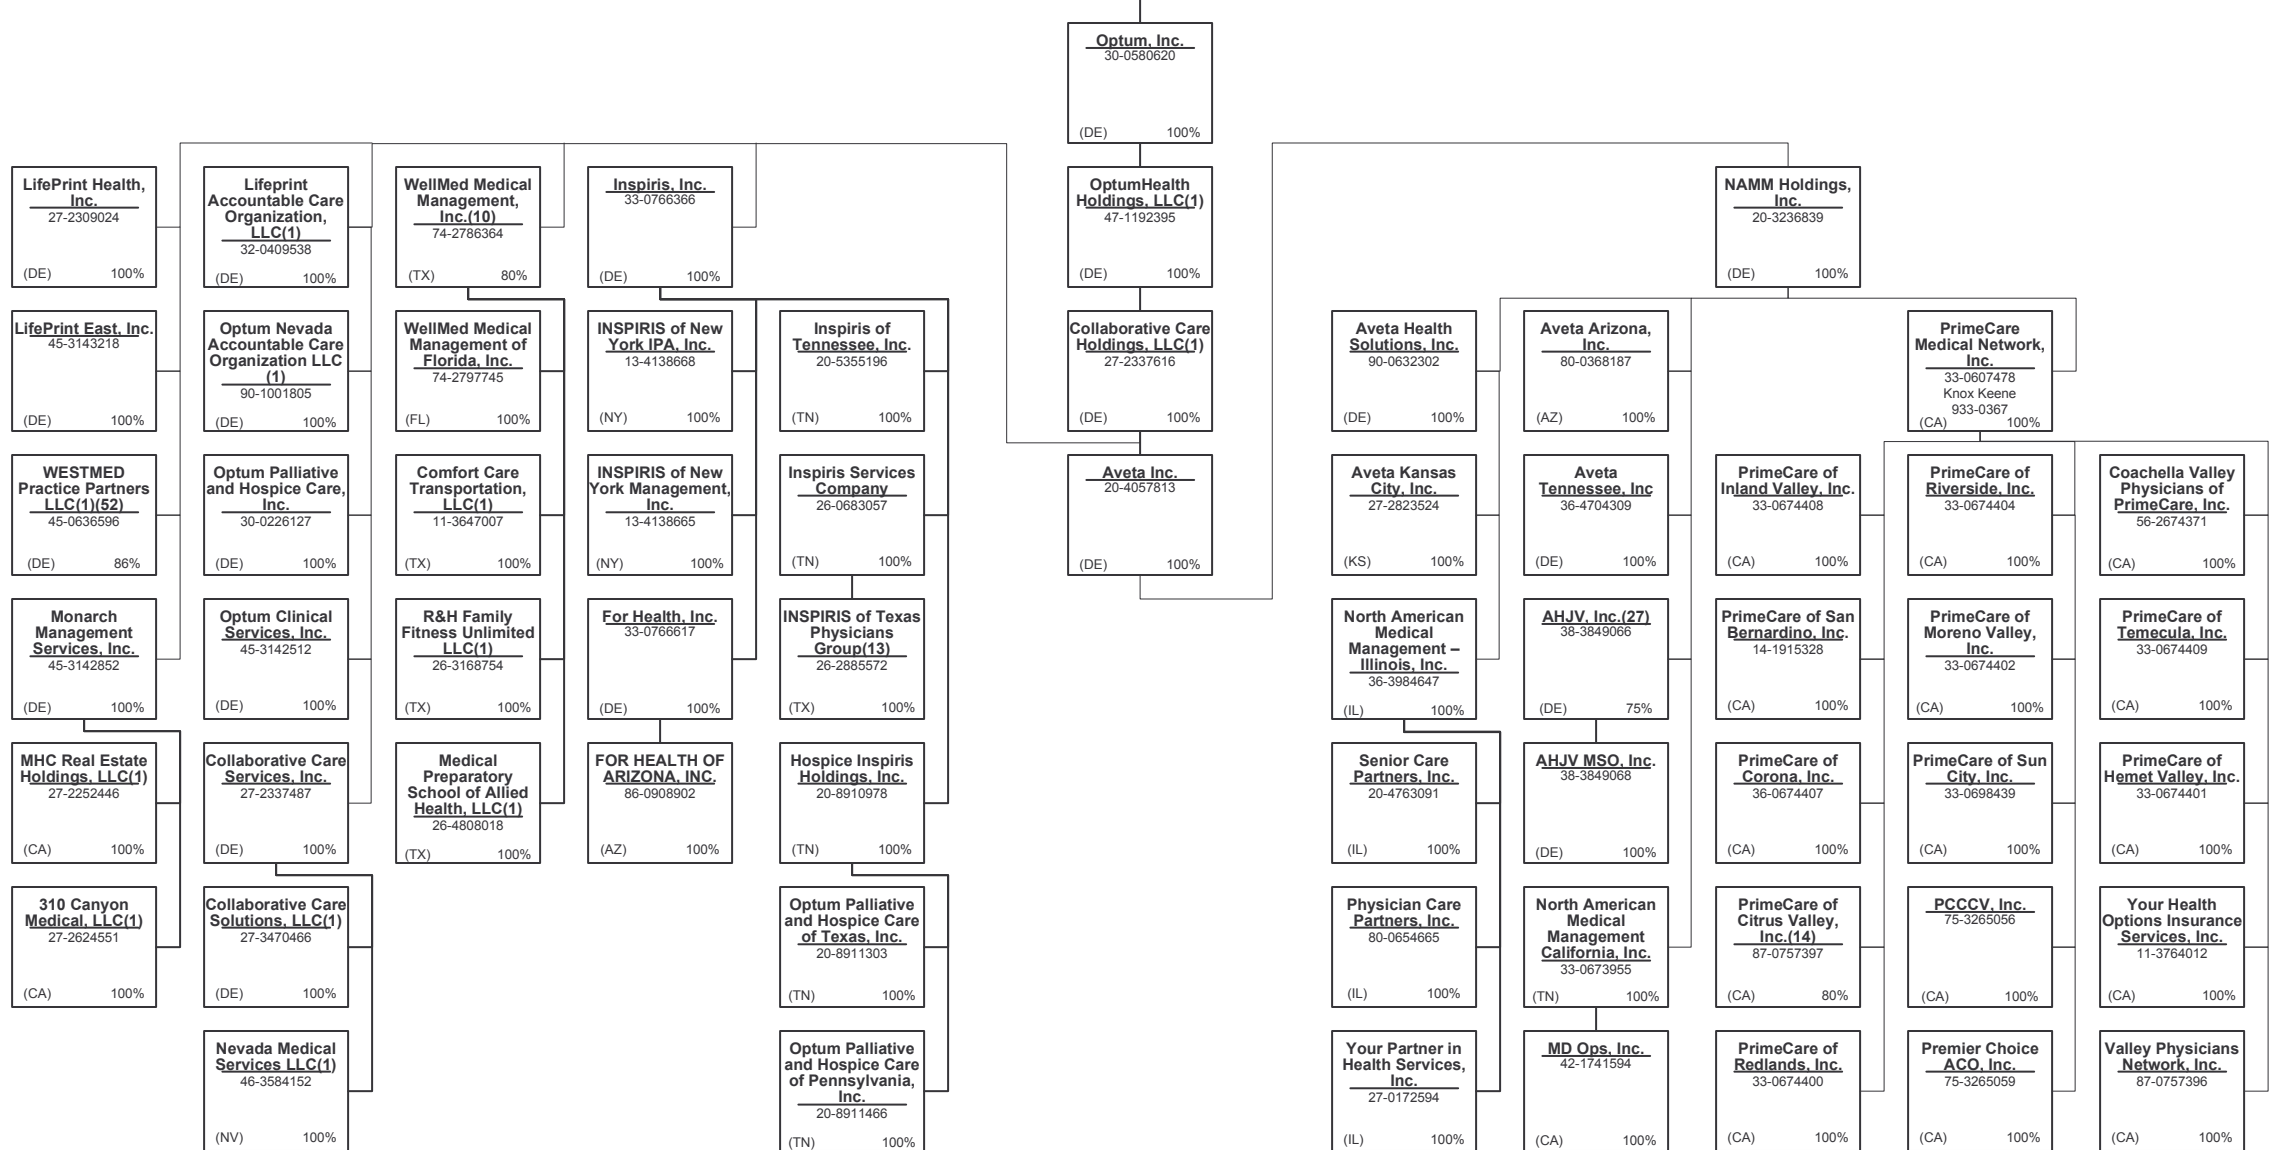 Optum, Inc.
30-0580620
(DE) 100%
LifePrint Health,
Inc.
27-2309024
(DE) 100%
Lifeprint
Accountable Care
Organization,
LLC(1)
32-0409538
(DE) 100%
WellMed Medical
Management,
Inc.(10)
74-2786364
(TX) 80%
Inspiris, Inc.
33-0766366
(DE) 100%
OptumHealth
Holdings, LLC(1)
47-1192395
(DE) 100%
NAMM Holdings,
Inc.
20-3236839
(DE) 100%
LifePrint East, Inc.
45-3143218
(DE) 100%
Optum Nevada
Accountable Care
Organization LLC
(1)
90-1001805
(DE) 100%
WellMed Medical
Management of
Florida, Inc.
74-2797745
(FL) 100%
INSPIRIS of New
York IPA, Inc.
13-4138668
(NY) 100%
Inspiris of
Tennessee, Inc.
20-5355196
(TN) 100%
Collaborative Care
Holdings, LLC(1)
27-2337616
(DE) 100%
Aveta Health
Solutions, Inc.
90-0632302
(DE) 100%
Aveta Arizona,
Inc.
80-0368187
(AZ) 100%
PrimeCare
Medical Network,
Inc.
33-0607478
Knox Keene
933-0367
(CA) 100%
WESTMED
Practice Partners
LLC(1)(52)
45-0636596
(DE) 86%
Optum Palliative
and Hospice Care,
Inc.
30-0226127
(DE) 100%
Comfort Care
Transportation,
LLC(1)
11-3647007
(TX) 100%
INSPIRIS of New
York Management,
Inc.
13-4138665
(NY) 100%
Inspiris Services
Company
26-0683057
(TN) 100%
Aveta Inc.
20-4057813
(DE) 100%
Aveta Kansas
City, Inc.
27-2823524
(KS) 100%
Aveta
Tennessee, Inc
36-4704309
(DE) 100%
PrimeCare of
Inland Valley, Inc.
33-0674408
(CA) 100%
PrimeCare of
Riverside, Inc.
33-0674404
(CA) 100%
Coachella Valley
Physicians of
PrimeCare, Inc.
56-2674371
(CA) 100%
Monarch
Management
Services, Inc.
45-3142852
(DE) 100%
Optum Clinical
Services, Inc.
45-3142512
(DE) 100%
R&H Family
Fitness Unlimited
LLC(1)
26-3168754
(TX) 100%
For Health, Inc.
33-0766617
(DE) 100%
INSPIRIS of Texas
Physicians
Group(13)
26-2885572
(TX) 100%
North American
Medical
Management –
Illinois, Inc.
36-3984647
(IL) 100%
AHJV, Inc.(27)
38-3849066
(DE) 75%
PrimeCare of San
Bernardino, Inc.
14-1915328
(CA) 100%
PrimeCare of
Moreno Valley,
Inc.
33-0674402
(CA) 100%
PrimeCare of
Temecula, Inc.
33-0674409
(CA) 100%
MHC Real Estate
Holdings, LLC(1)
27-2252446
(CA) 100%
Collaborative Care
Services, Inc.
27-2337487
(DE) 100%
Medical
Preparatory
School of Allied
Health, LLC(1)
26-4808018
(TX) 100%
FOR HEALTH OF
ARIZONA, INC.
86-0908902
(AZ) 100%
Hospice Inspiris
Holdings, Inc.
20-8910978
(TN) 100%
Senior Care
Partners, Inc.
20-4763091
(IL) 100%
AHJV MSO, Inc.
38-3849068
(DE) 100%
PrimeCare of
Corona, Inc.
36-0674407
(CA) 100%
PrimeCare of Sun
City, Inc.
33-0698439
(CA) 100%
PrimeCare of
Hemet Valley, Inc.
33-0674401
(CA) 100%
310 Canyon
Medical, LLC(1)
27-2624551
(CA) 100%
Collaborative Care
Solutions, LLC(1)
27-3470466
(DE) 100%
Optum Palliative
and Hospice Care
of Texas, Inc.
20-8911303
(TN) 100%
Physician Care
Partners, Inc.
80-0654665
(IL) 100%
North American
Medical
Management
California, Inc.
33-0673955
(TN) 100%
PrimeCare of
Citrus Valley,
Inc.(14)
87-0757397
(CA) 80%
PCCCV, Inc.
75-3265056
(CA) 100%
Your Health
Options Insurance
Services, Inc.
11-3764012
(CA) 100%
Nevada Medical
Services LLC(1)
46-3584152
(NV) 100%
Optum Palliative
and Hospice Care
of Pennsylvania,
Inc.
20-8911466
(TN) 100%
Your Partner in
Health Services,
Inc.
27-0172594
(IL) 100%
MD Ops, Inc.
42-1741594
(CA) 100%
PrimeCare of
Redlands, Inc.
33-0674400
(CA) 100%
Premier Choice
ACO, Inc.
75-3265059
(CA) 100%
Valley Physicians
Network, Inc.
87-0757396
(CA) 100%